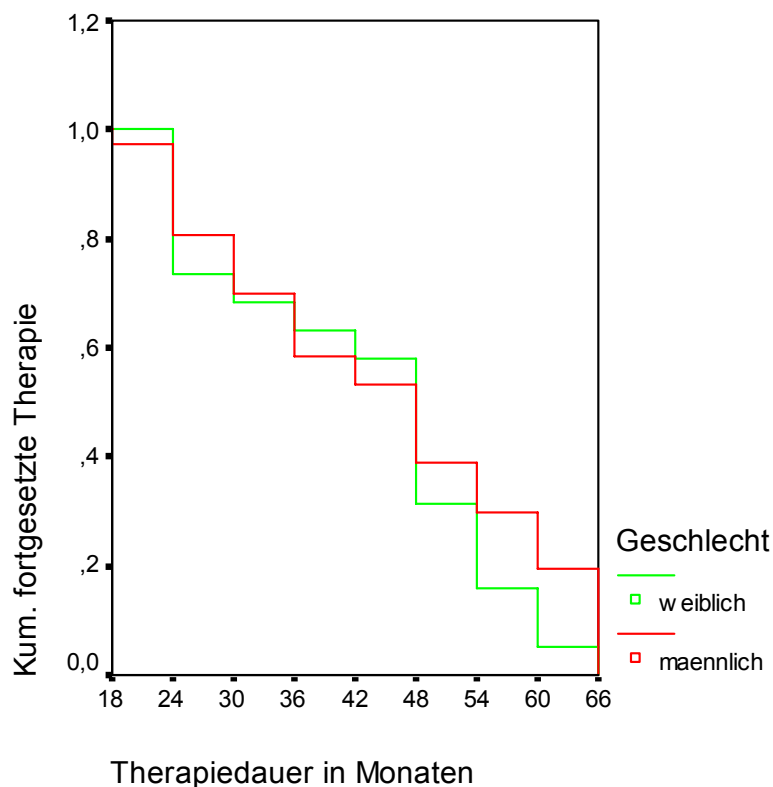 1,2
1,0
,8
,6
,4
,2
0,0
Kum. fortgesetzte Therapie
18 24 30 36 42 48 54 60 66
Therapiedauer in Monaten
Geschlecht
w eiblich
maennlich